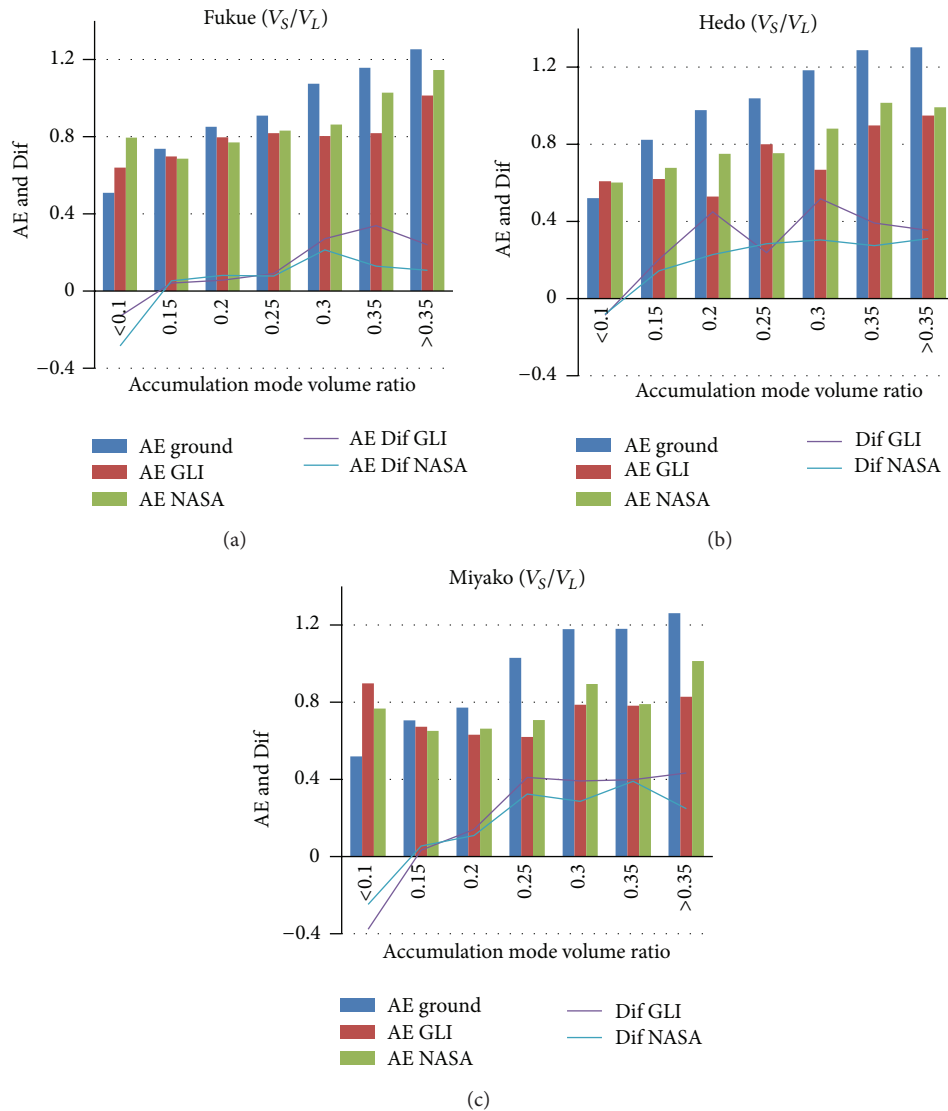 Fukue (V_S/V_L)
1.2
0.8
0.4
0
−0.4
AE and Dif
<0.1
0.15
0.2
0.25
0.3
0.35
>0.35
Accumulation mode volume ratio
AE ground
AE GLI
AE NASA
AE Dif GLI
AE Dif NASA
(a)
Hedo (V_S/V_L)
1.2
0.8
0.4
0
−0.4
AE and Dif
<0.1
0.15
0.2
0.25
0.3
0.35
>0.35
Accumulation mode volume ratio
AE ground
AE GLI
AE NASA
Dif GLI
Dif NASA
(b)
Miyako (V_S/V_L)
1.2
0.8
0.4
0
−0.4
AE and Dif
<0.1
0.15
0.2
0.25
0.3
0.35
>0.35
Accumulation mode volume ratio
AE ground
AE GLI
AE NASA
Dif GLI
Dif NASA
(c)